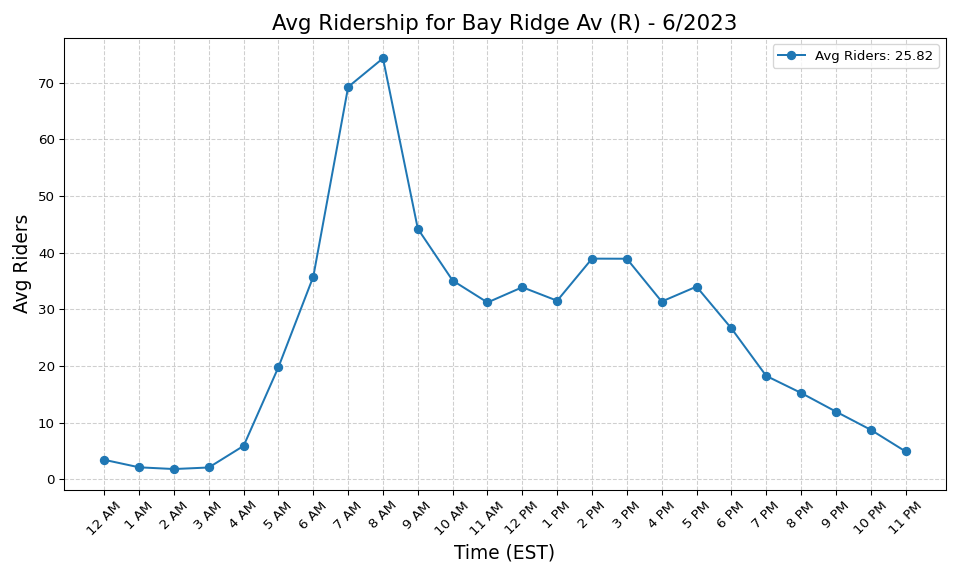 Avg Ridership for Bay Ridge Av (R) - 6/2023
Avg Riders: 25.82
Avg Riders
70
60
50
40
30
20
10
0
12 AM 1 AM 2 AM 3 AM 4 AM 5 AM 6 AM 7 AM 8 AM 9 AM 10 AM 11 AM 12 PM 1 PM 2 PM 3 PM 4 PM 5 PM 6 PM 7 PM 8 PM 9 PM 10 PM 11 PM
Time (EST)